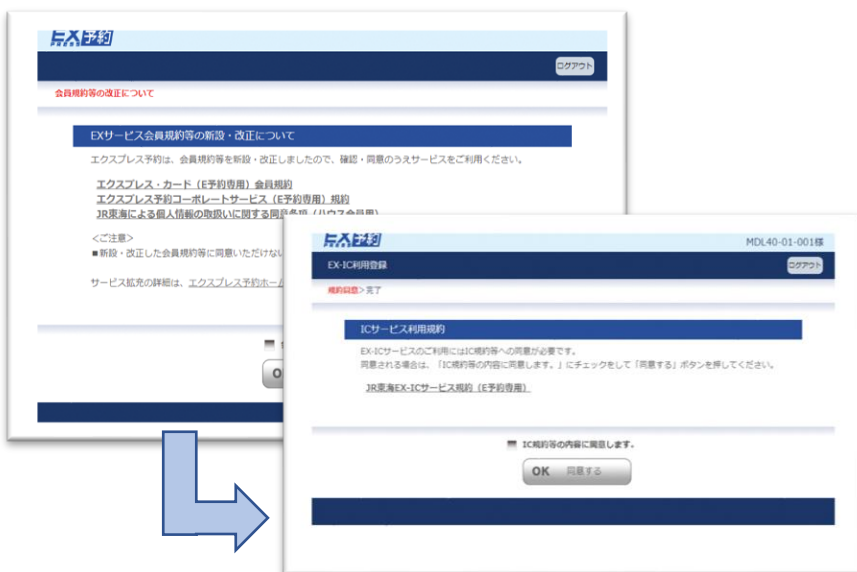 EX予約
ログアウト
会員規約等の改正について
EXサービス会員規約等の新設・改正について
エクスプレス予約は、会員規約等を新設・改正しましたので、確認・同意のうえサービスをご利用ください。
エクスプレス・カード（E予約専用）会員規約
エクスプレス予約コーポレートサービス（E予約専用）規約
JR東海による個人情報の取扱いに関する同意条項（ハウス会員用）
＜ご注意＞
■新設・改正した会員規約等に同意いただけない
サービス拡充の詳細は、エクスプレス予約ホーム
EX予約
MDL40-01-001様
EX-IC利用登録
ログアウト
規約同意>完了
ICサービス利用規約
EX-ICサービスのご利用にはIC規約等への同意が必要です。
同意される場合は、「IC規約等の内容に同意します。」にチェックをして「同意する」ボタンを押してください。
JR東海EX-ICサービス規約（E予約専用）
IC規約等の内容に同意します。
OK 同意する